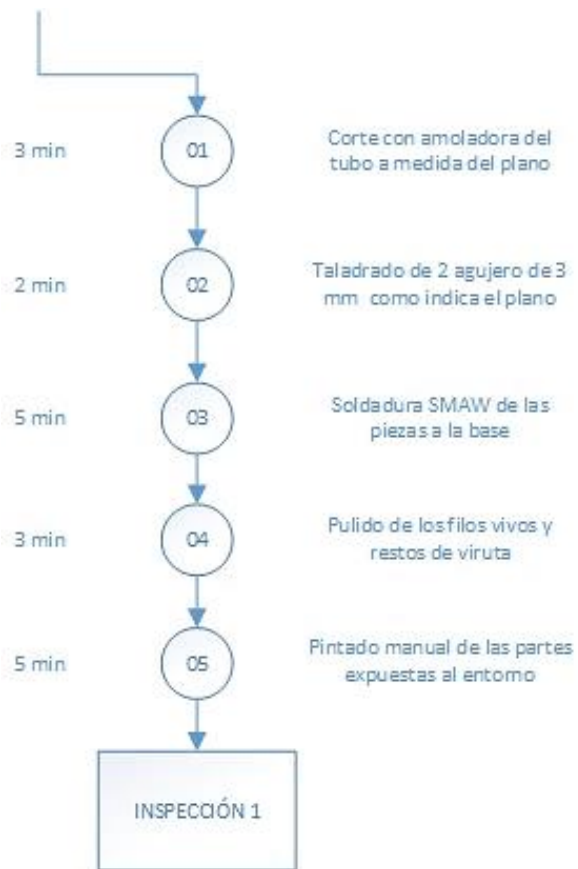 3 min
01
Corte con amoladora del
tubo a medida del plano
2 min
02
Taladrado de 2 agujero de 3
mm como indica el plano
5 min
03
Soldadura SMAW de las
piezas a la base
3 min
04
Pulido de los filos vivos y
restos de viruta
5 min
05
Pintado manual de las partes
expuestas al entorno
INSPECCIÓN 1